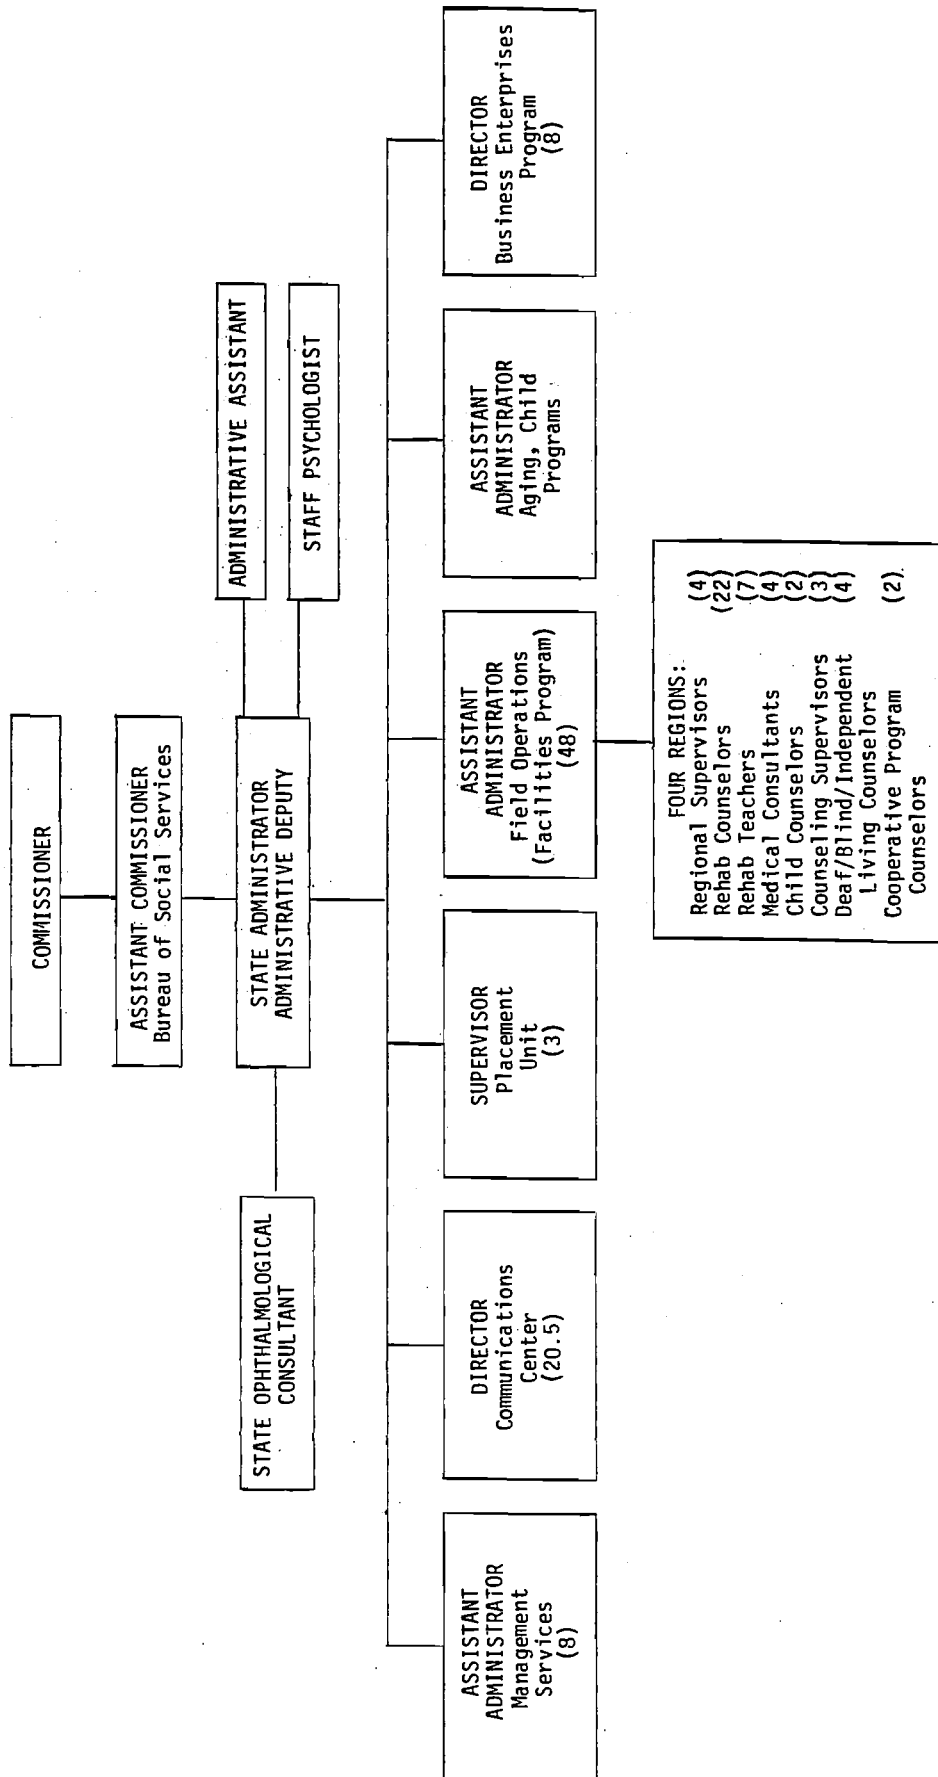 COMMISSIONER
ASSISTANT COMMISSIONER
Bureau of Social Services
STATE ADMINISTRATOR
ADMINISTRATIVE DEPUTY
STATE OPHTHALMOLOGICAL
CONSULTANT
ADMINISTRATIVE ASSISTANT
STAFF PSYCHOLOGIST
ASSISTANT
ADMINISTRATOR
Management
Services
(8)
DIRECTOR
Communications
Center
(20.5)
SUPERVISOR
Placement
Unit
(3)
ASSISTANT
ADMINISTRATOR
Field Operations
(Facilities Program)
(48)
ASSISTANT
ADMINISTRATOR
Aging, Child
Programs
DIRECTOR
Business Enterprises
Program
(8)
FOUR REGIONS:
Regional Supervisors (4)
Rehab Counselors (22)
Rehab Teachers (7)
Medical Consultants (4)
Child Counselors (2)
Counseling Supervisors (3)
Deaf/Blind/Independent (4)
Living Counselors
Cooperative Program (2)
Counselors